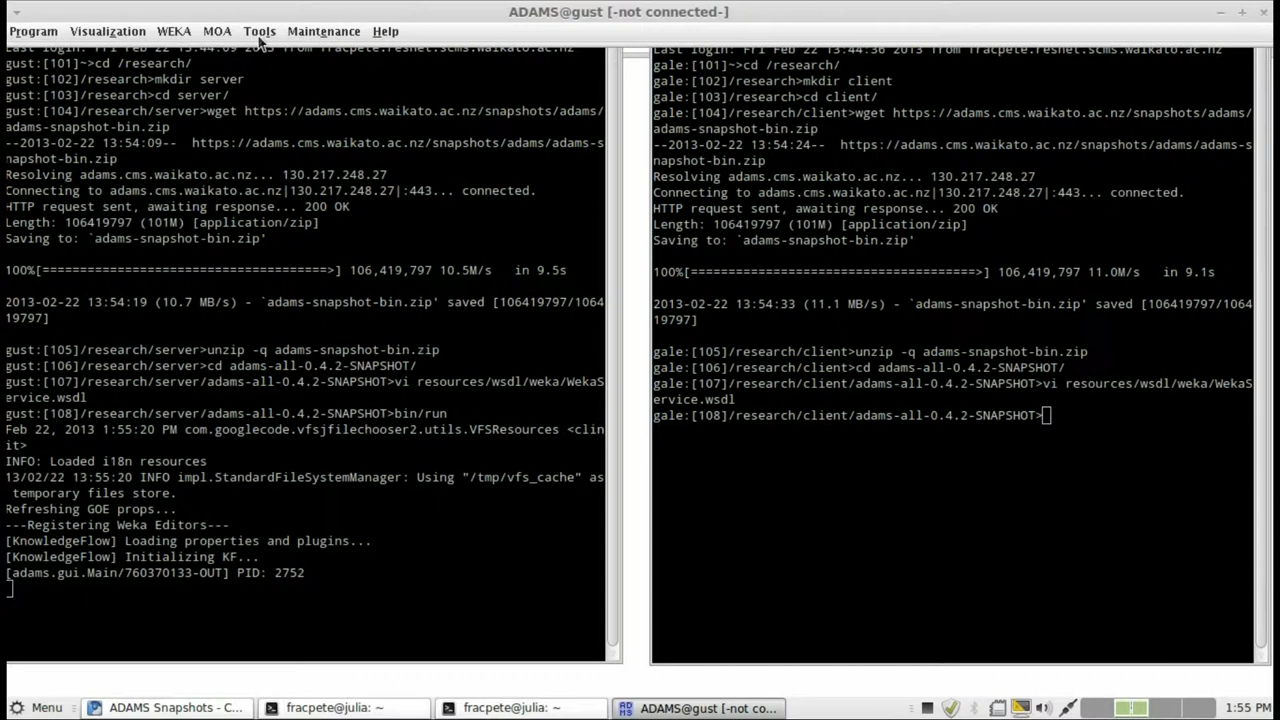 ADAMS@gust [-not connected-]
Program Visualization WEKA MOA Tools Maintenance Help
Last login: Fri Feb 22 13:44:09 2013 from fracpete.resnet.scms.waikato.ac.nz
gust:[101]~>cd /research/
gust:[102]/research>mkdir server
gust:[103]/research>cd server/
gust:[104]/research/server>wget https://adams.cms.waikato.ac.nz/snapshots/adams/
adams-snapshot-bin.zip
--2013-02-22 13:54:09--  https://adams.cms.waikato.ac.nz/snapshots/adams/adams-s
napshot-bin.zip
Resolving adams.cms.waikato.ac.nz... 130.217.248.27
Connecting to adams.cms.waikato.ac.nz|130.217.248.27|:443... connected.
HTTP request sent, awaiting response... 200 OK
Length: 106419797 (101M) [application/zip]
Saving to: `adams-snapshot-bin.zip'
100%[=====================================>] 106,419,797 10.5M/s   in 9.5s
2013-02-22 13:54:19 (10.7 MB/s) - `adams-snapshot-bin.zip' saved [106419797/1064
19797]
gust:[105]/research/server>unzip -q adams-snapshot-bin.zip
gust:[106]/research/server>cd adams-all-0.4.2-SNAPSHOT/
gust:[107]/research/server/adams-all-0.4.2-SNAPSHOT>vi resources/wsdl/weka/WekaS
ervice.wsdl
gust:[108]/research/server/adams-all-0.4.2-SNAPSHOT>bin/run
Feb 22, 2013 1:55:20 PM com.googlecode.vfsjfilechooser2.utils.VFSResources <clin
it>
INFO: Loaded i18n resources
13/02/22 13:55:20 INFO impl.StandardFileSystemManager: Using "/tmp/vfs_cache" as
temporary files store.
Refreshing GOE props...
---Registering Weka Editors---
[KnowledgeFlow] Loading properties and plugins...
[KnowledgeFlow] Initializing KF...
[adams.gui.Main/760370133-OUT] PID: 2752
Last login: Fri Feb 22 13:44:36 2013 from fracpete.resnet.scms.waikato.ac.nz
gale:[101]~>cd /research/
gale:[102]/research>mkdir client
gale:[103]/research>cd client/
gale:[104]/research/client>wget https://adams.cms.waikato.ac.nz/snapshots/adams/
adams-snapshot-bin.zip
--2013-02-22 13:54:24--  https://adams.cms.waikato.ac.nz/snapshots/adams/adams-s
napshot-bin.zip
Resolving adams.cms.waikato.ac.nz... 130.217.248.27
Connecting to adams.cms.waikato.ac.nz|130.217.248.27|:443... connected.
HTTP request sent, awaiting response... 200 OK
Length: 106419797 (101M) [application/zip]
Saving to: `adams-snapshot-bin.zip'
100%[=====================================>] 106,419,797 11.0M/s   in 9.1s
2013-02-22 13:54:33 (11.1 MB/s) - `adams-snapshot-bin.zip' saved [106419797/1064
19797]
gale:[105]/research/client>unzip -q adams-snapshot-bin.zip
gale:[106]/research/client>cd adams-all-0.4.2-SNAPSHOT/
gale:[107]/research/client/adams-all-0.4.2-SNAPSHOT>vi resources/wsdl/weka/WekaS
ervice.wsdl
gale:[108]/research/client/adams-all-0.4.2-SNAPSHOT>
Menu ADAMS Snapshots - C... fracpete@julia: ~ fracpete@julia: ~ ADAMS@gust [-not co... 1:55 PM